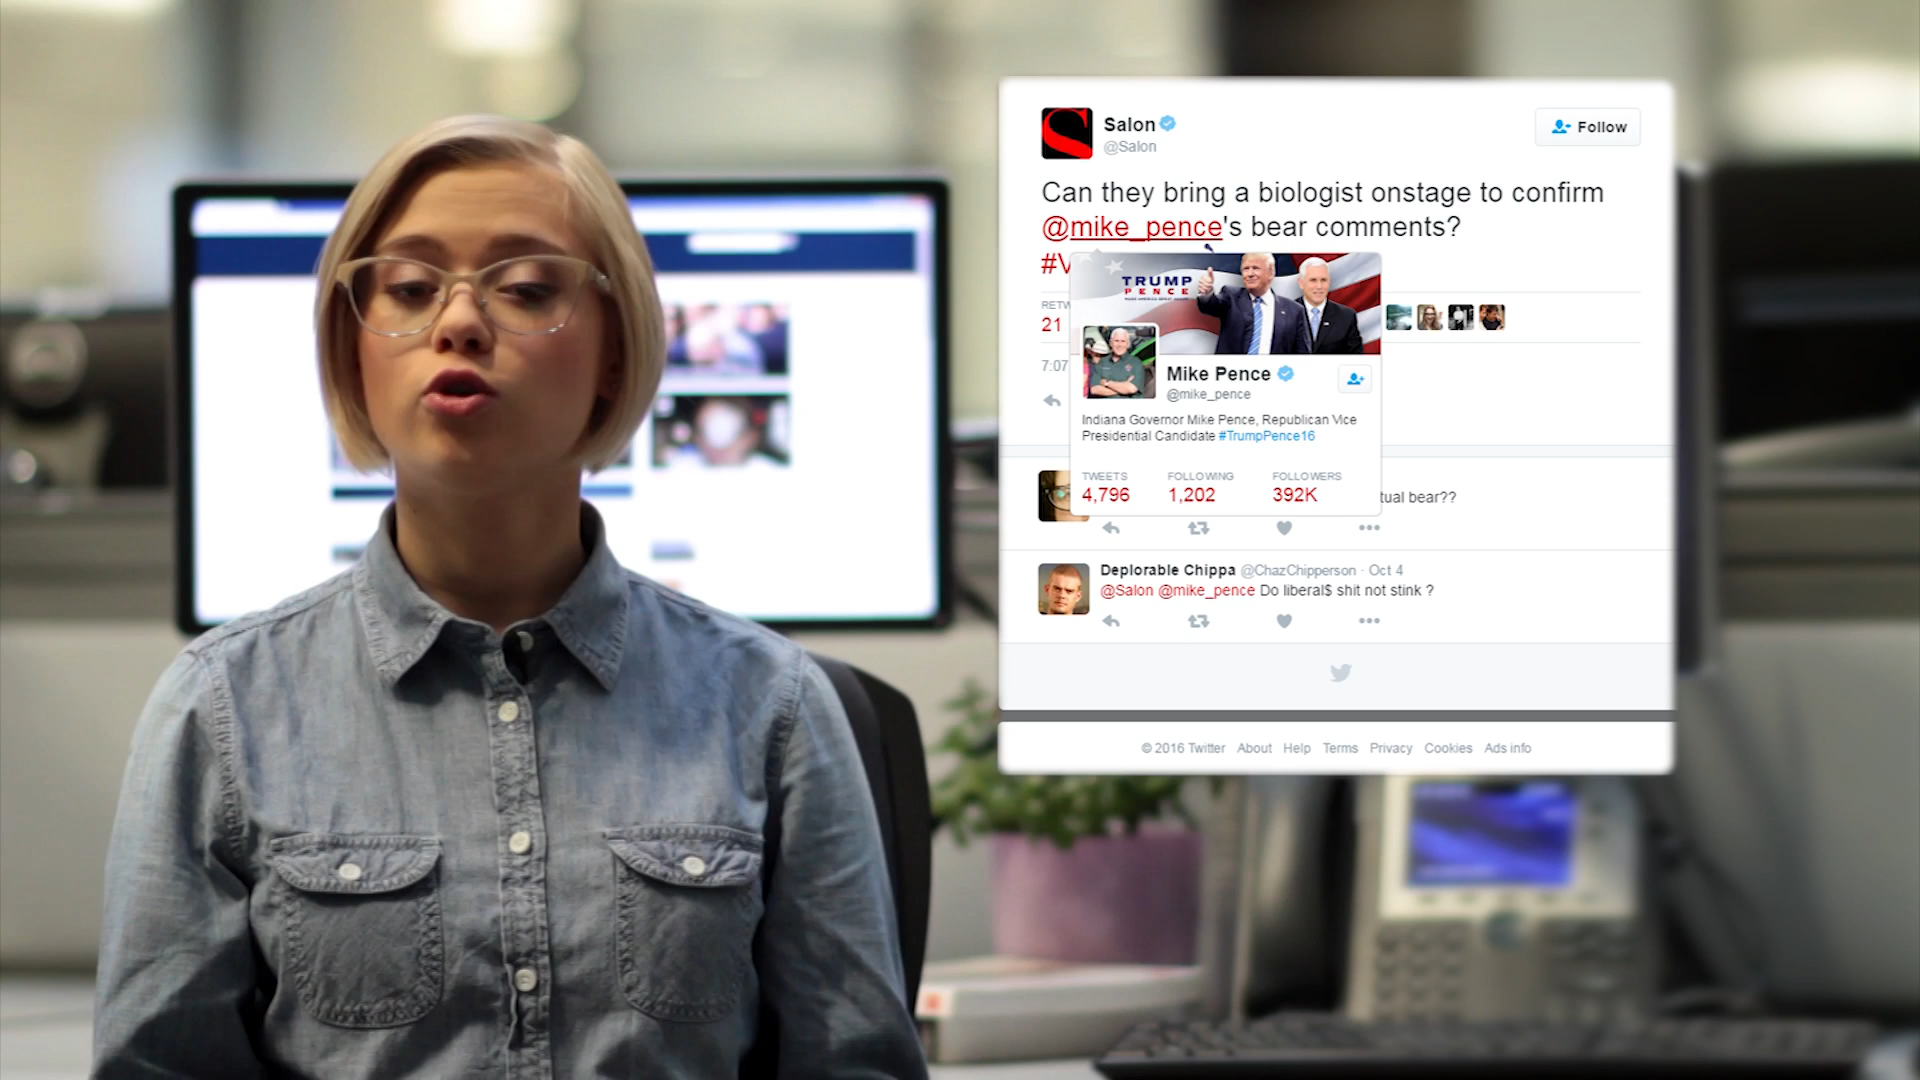 Salon
@Salon
Follow
Can they bring a biologist onstage to confirm
@mike_pence's bear comments?
#V
TRUMP
PENCE
RETW
21
7:07
Mike Pence
@mike_pence
Indiana Governor Mike Pence, Republican Vice
Presidential Candidate #TrumpPence16
TWEETS FOLLOWING FOLLOWERS
4,796 1,202 392K
tual bear??
Deplorable Chippa @ChazChipperson · Oct 4
@Salon @mike_pence Do liberal$ shit not stink ?
© 2016 Twitter About Help Terms Privacy Cookies Ads info